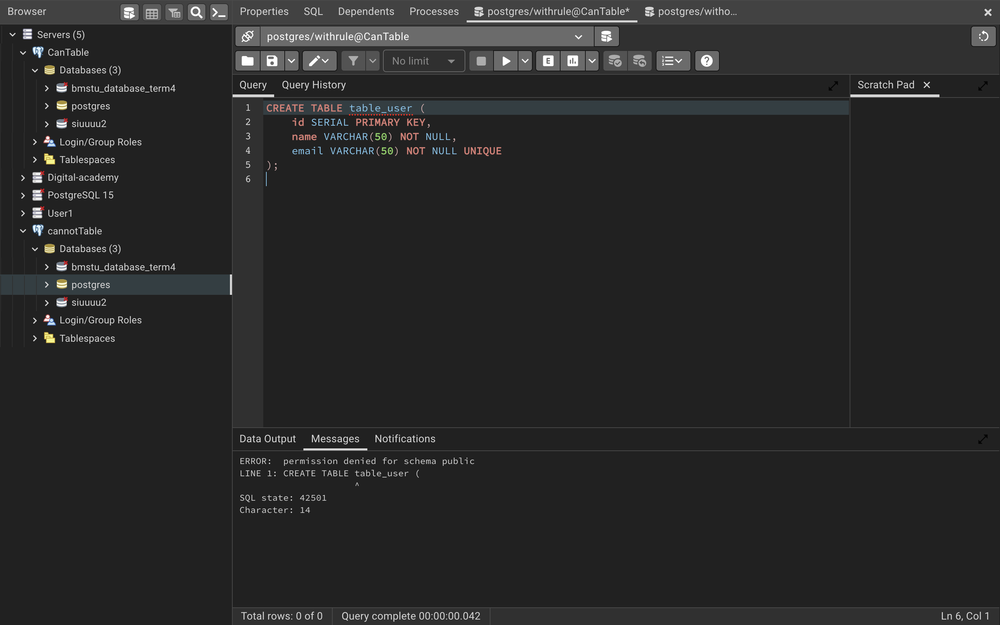 Browser
Properties
SQL
Dependents
Processes
postgres/withrule@CanTable*
postgres/witho...
Servers (5)
CanTable
Databases (3)
bmstu_database_term4
postgres
siuuuu2
Login/Group Roles
Tablespaces
Digital-academy
PostgreSQL 15
User1
cannotTable
Databases (3)
bmstu_database_term4
postgres
siuuuu2
Login/Group Roles
Tablespaces
postgres/withrule@CanTable
No limit
E
Query
Query History
Scratch Pad
1 CREATE TABLE table_user (
2 id SERIAL PRIMARY KEY,
3 name VARCHAR(50) NOT NULL,
4 email VARCHAR(50) NOT NULL UNIQUE
5 );
6
Data Output
Messages
Notifications
ERROR:  permission denied for schema public
LINE 1: CREATE TABLE table_user (
^
SQL state: 42501
Character: 14
Total rows: 0 of 0
Query complete 00:00:00.042
Ln 6, Col 1